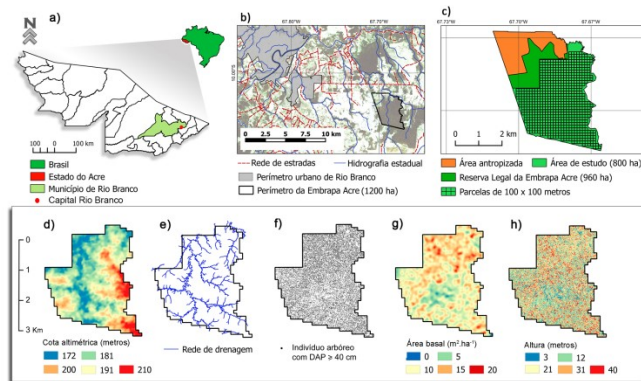 a)
N
100 0 100 km
Brasil
Estado do Acre
Município de Rio Branco
Capital Rio Branco
b)
67.80°W 67.70°W
10.00°S
0 2.5 5 7.5 10 km
Rede de estradas Hidrografia estadual
Perímetro urbano de Rio Branco
Perímetro da Embrapa Acre (1200 ha)
c)
67.73°W 67.70°W 67.67°W
0 1 2 km
Área antropizada Área de estudo (800 ha)
Reserva Legal da Embrapa Acre (960 ha)
Parcelas de 100 x 100 metros
d) e) f) g) h)
0
1
2
3 Km
Cota altimétrica (metros)
172 181
200 191 210
Rede de drenagem
Indivíduo arbóreo
com DAP ≥ 40 cm
Área basal (m².ha⁻¹)
0 5
10 15 20
Altura (metros)
3 12
21 31 40